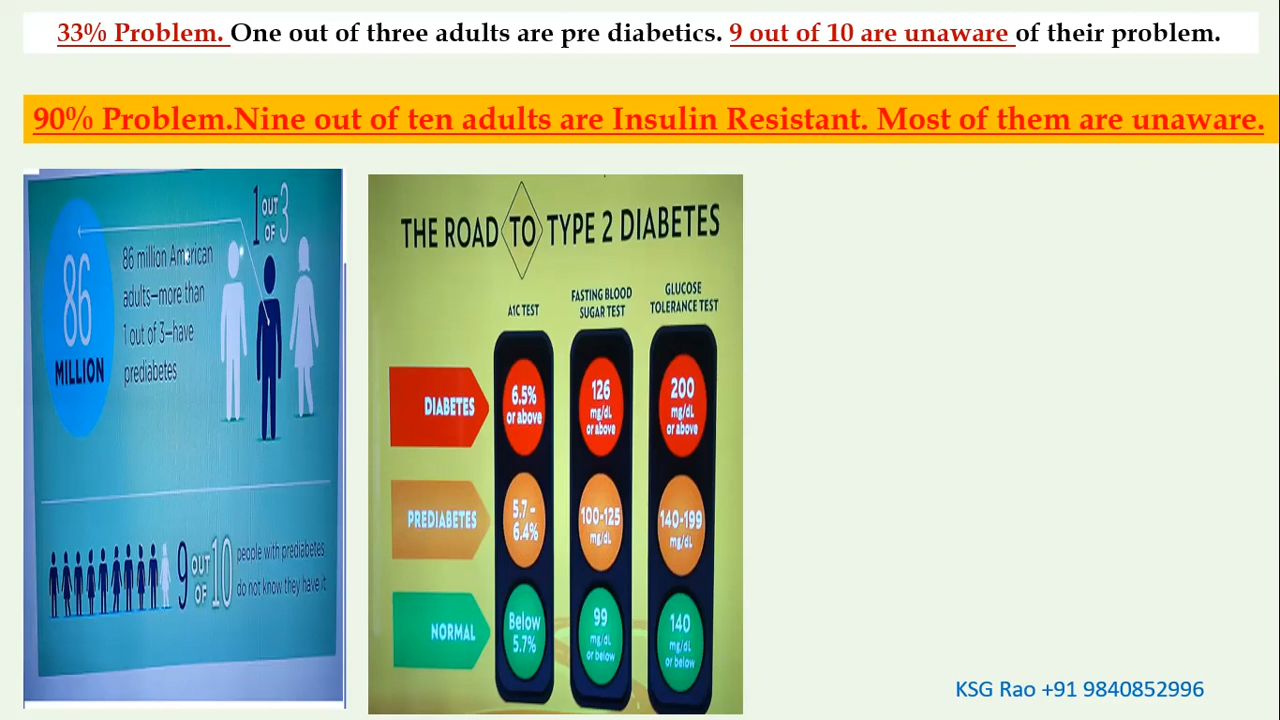 33% Problem. One out of three adults are pre diabetics. 9 out of 10 are unaware of their problem.
90% Problem.Nine out of ten adults are Insulin Resistant. Most of them are unaware.
1 OUT OF 3
86 MILLION
86 million American
adults—more than
1 out of 3—have
prediabetes
9 OUT OF 10
people with prediabetes
do not know they have it
THE ROAD TO TYPE 2 DIABETES
A1C TEST
FASTING BLOOD
SUGAR TEST
GLUCOSE
TOLERANCE TEST
DIABETES
6.5%
or above
126
mg/dL
or above
200
mg/dL
or above
PREDIABETES
5.7 –
6.4%
100-125
mg/dL
140-199
mg/dL
NORMAL
Below
5.7%
99
mg/dL
or below
140
mg/dL
or below
KSG Rao +91 9840852996